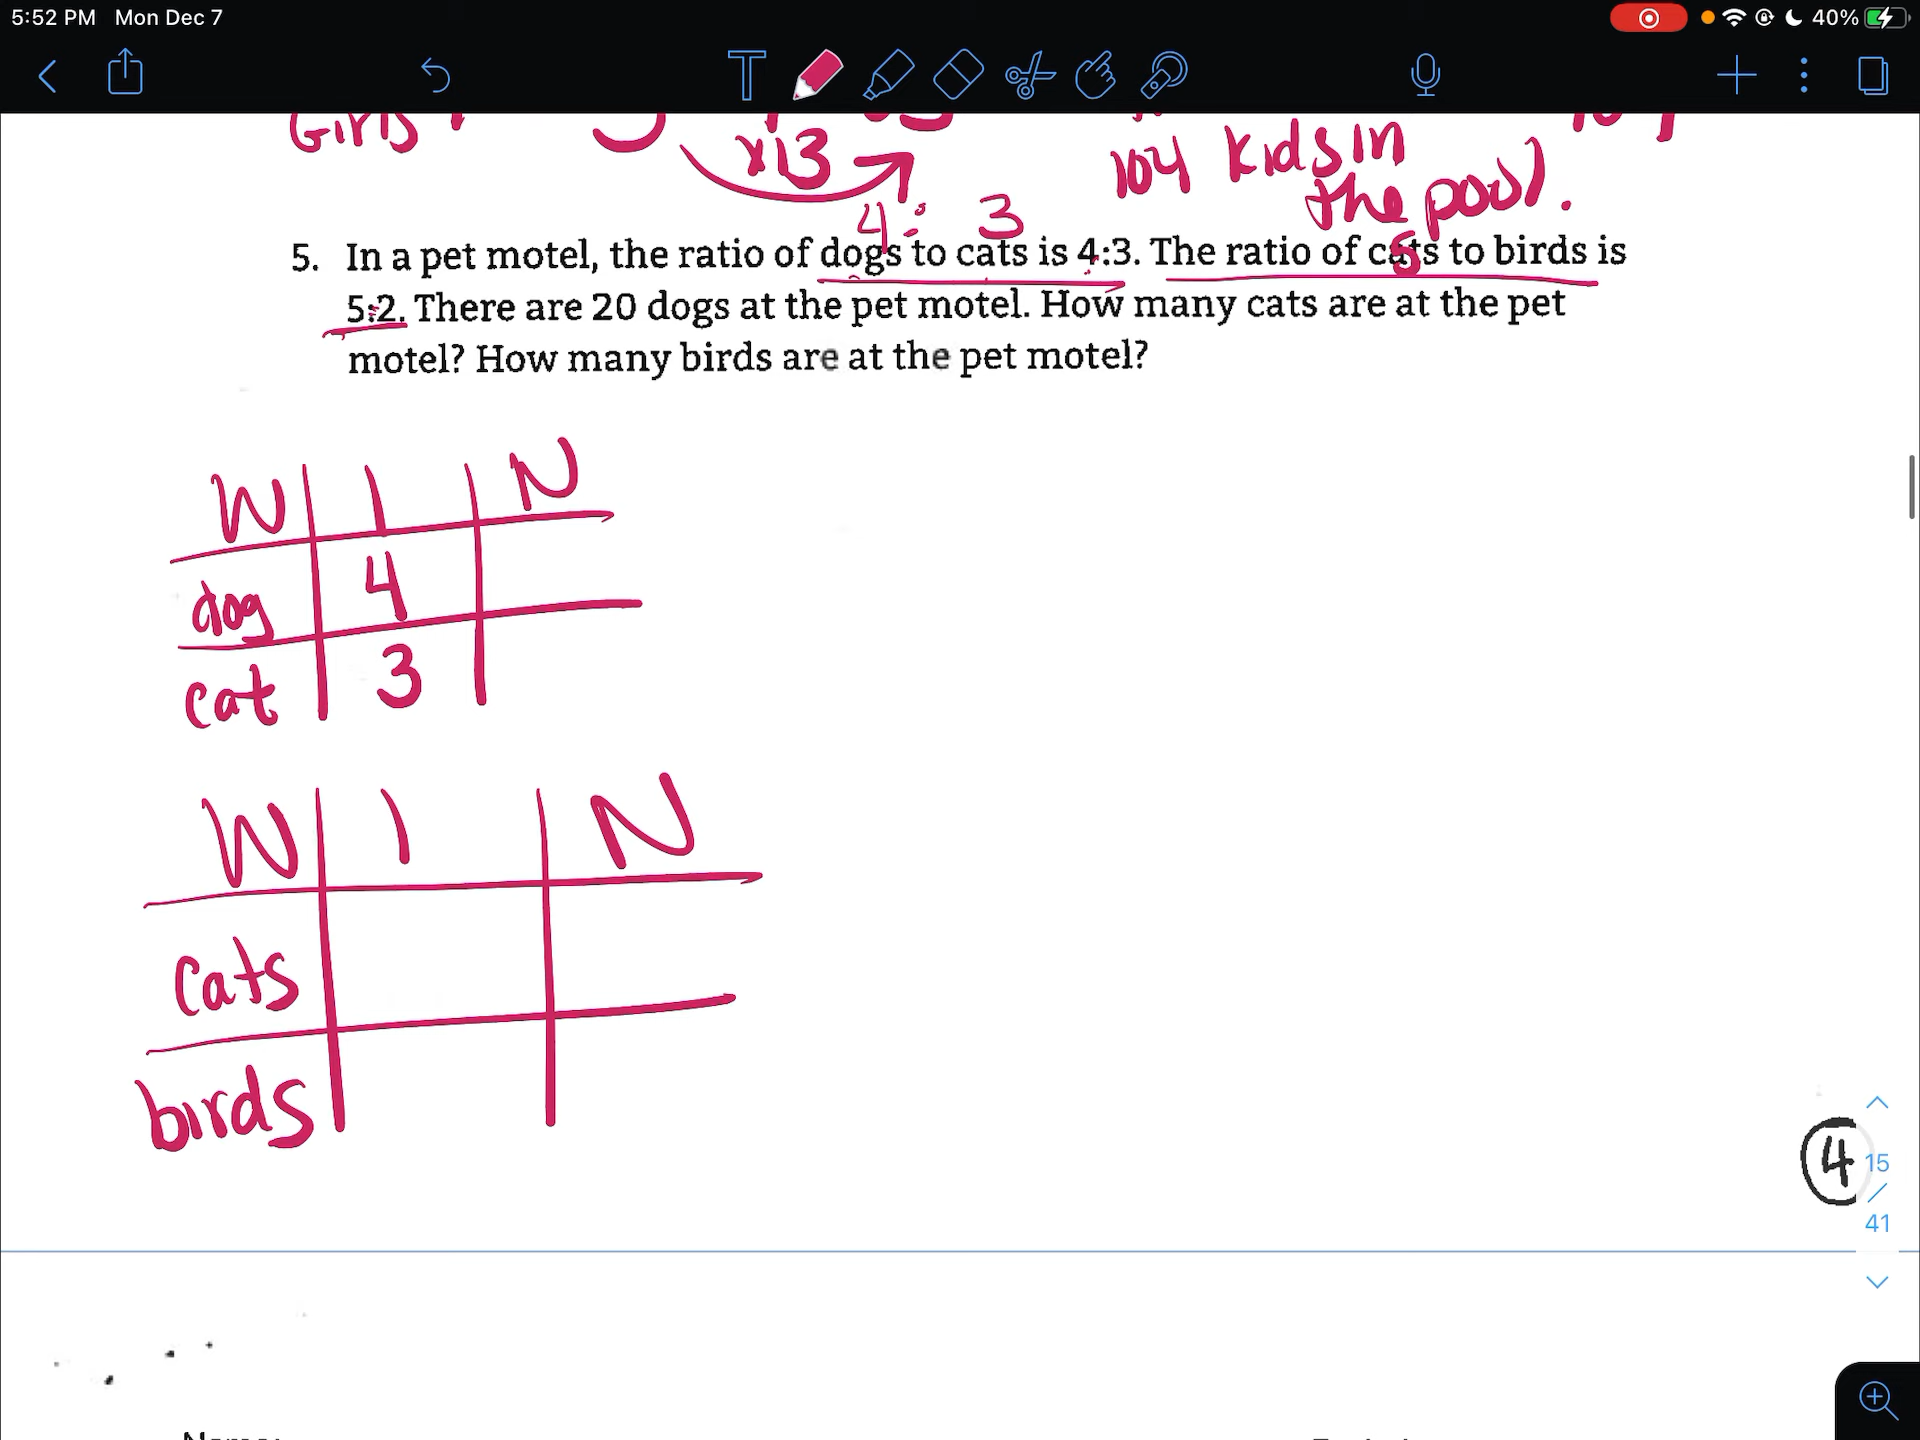 5:52 PM Mon Dec 7
40%
T
Girls
x13
104 kids in
the pool.
4: 3
5. In a pet motel, the ratio of dogs to cats is 4:3. The ratio of cats to birds is
5
5:2. There are 20 dogs at the pet motel. How many cats are at the pet
motel? How many birds are at the pet motel?
W 1 N
dog 4
cat 3
W 1 N
cats
birds
4
15
/
41